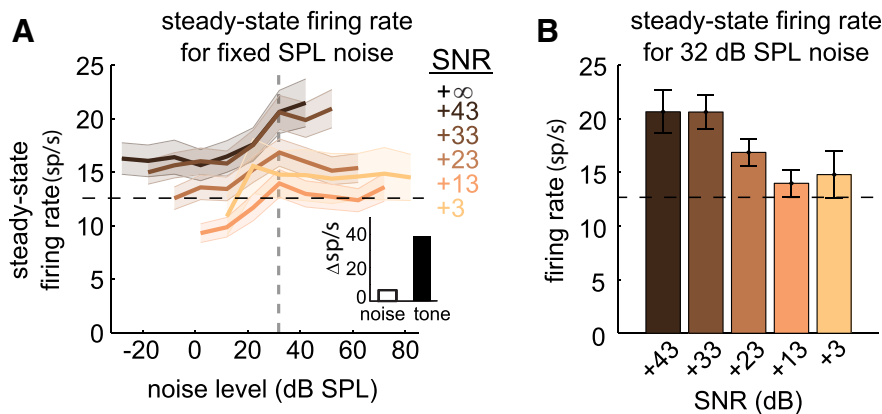 A
steady-state firing rate
for fixed SPL noise
SNR
+∞
+43
+33
+23
+13
+3
steady-state
firing rate (sp/s)
25
20
15
10
5
0
-20 0 20 40 60 80
noise level (dB SPL)
Δsp/s
40
20
0
noise tone
B
steady-state firing rate
for 32 dB SPL noise
firing rate (sp/s)
25
20
15
10
5
0
+43 +33 +23 +13 +3
SNR (dB)